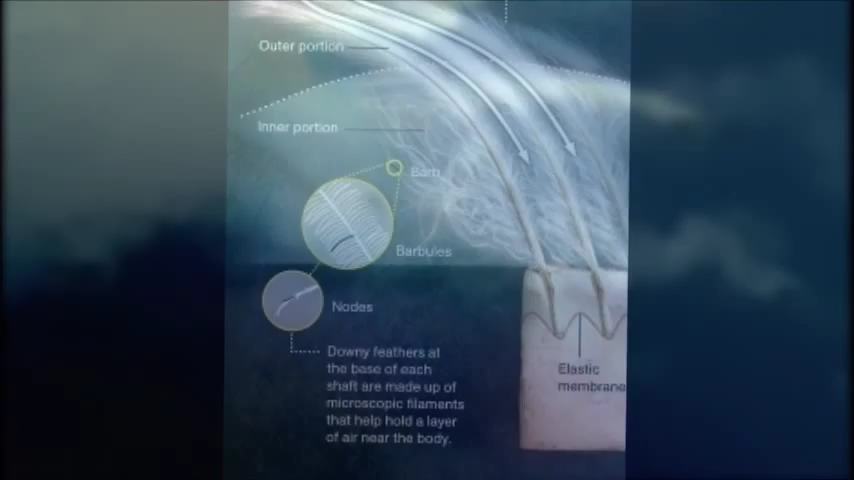 Outer portion
Inner portion
Barb
Barbules
Nodes
Downy feathers at
the base of each
shaft are made up of
microscopic filaments
that help hold a layer
of air near the body.
Elastic
membrane